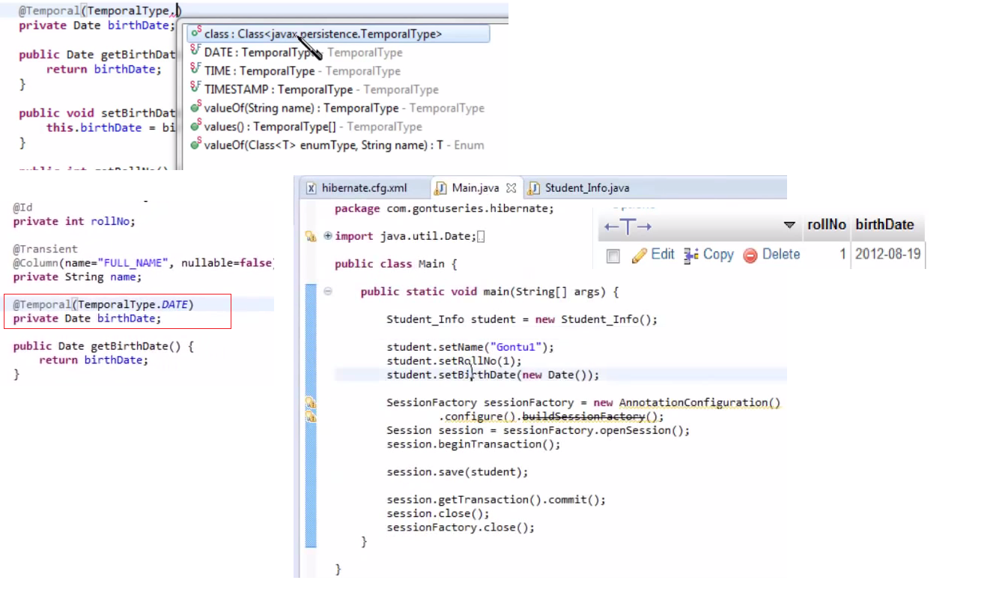 @Temporal(TemporalType.)
private Date birthDate;
public Date getBirthDat
return birthDate;
}
public void setBirthDat
this.birthDate = bi
}
class : Class<javax.persistence.TemporalType>
DATE : TemporalType - TemporalType
TIME : TemporalType - TemporalType
TIMESTAMP : TemporalType - TemporalType
valueOf(String name) : TemporalType - TemporalType
values() : TemporalType[] - TemporalType
valueOf(Class<T> enumType, String name) : T - Enum
@Id
private int rollNo;
@Transient
@Column(name="FULL_NAME", nullable=false)
private String name;
@Temporal(TemporalType.DATE)
private Date birthDate;
public Date getBirthDate() {
return birthDate;
}
hibernate.cfg.xml Main.java Student_Info.java
package com.gontuseries.hibernate;
import java.util.Date;
public class Main {
public static void main(String[] args) {
Student_Info student = new Student_Info();
student.setName("Gontu1");
student.setRollNo(1);
student.setBirthDate(new Date());
SessionFactory sessionFactory = new AnnotationConfiguration()
.configure().buildSessionFactory();
Session session = sessionFactory.openSession();
session.beginTransaction();
session.save(student);
session.getTransaction().commit();
session.close();
sessionFactory.close();
}
}
←T→ rollNo birthDate
Edit Copy Delete 1 2012-08-19